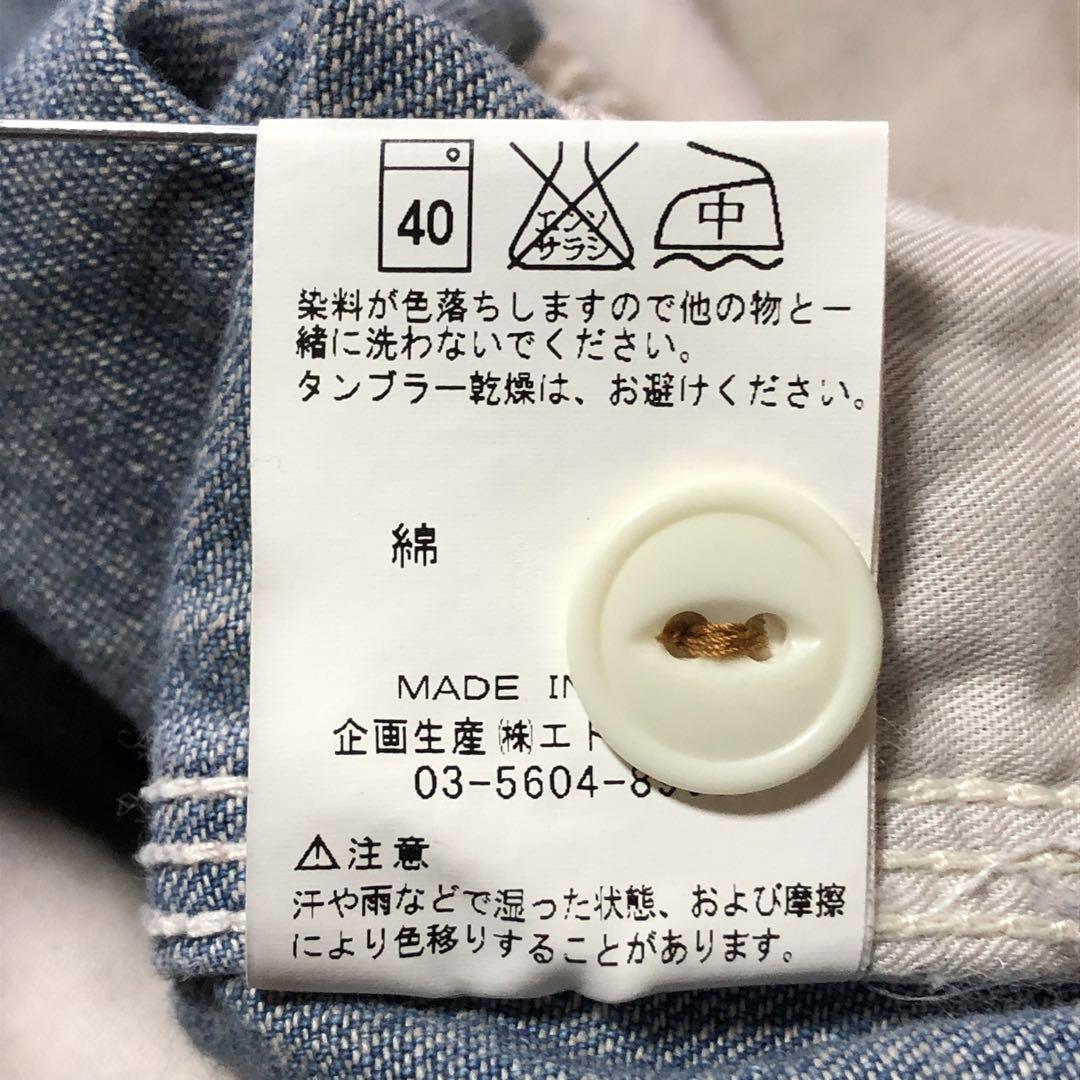 40
エンソ
サラシ
中
染料が色落ちしますので他の物と一
緒に洗わないでください。
タンブラー乾燥は、お避けください。
綿
MADE IN
企画生産㈱エド
03-5604-8
⚠注意
汗や雨などで湿った状態、および摩擦
により色移りすることがあります。